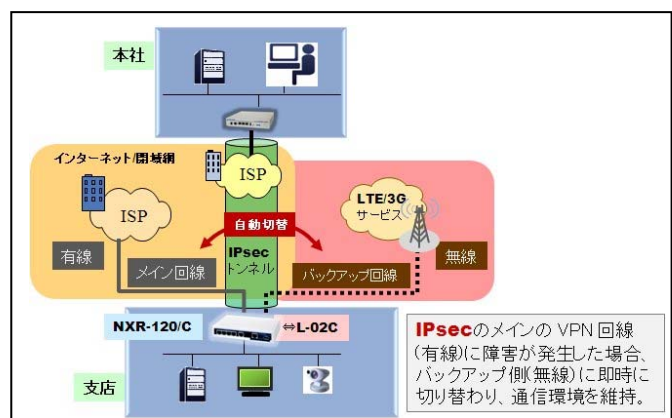 本社
インターネット/閉域網
ISP
ISP
LTE/3G
サービス
自動切替
有線
メイン回線
IPsec
トンネル
バックアップ回線
無線
NXR-120/C
⇔L-02C
支店
IPsecのメインの VPN 回線
(有線)に障害が発生した場合、
バックアップ側(無線)に即時に
切り替わり、通信環境を維持。